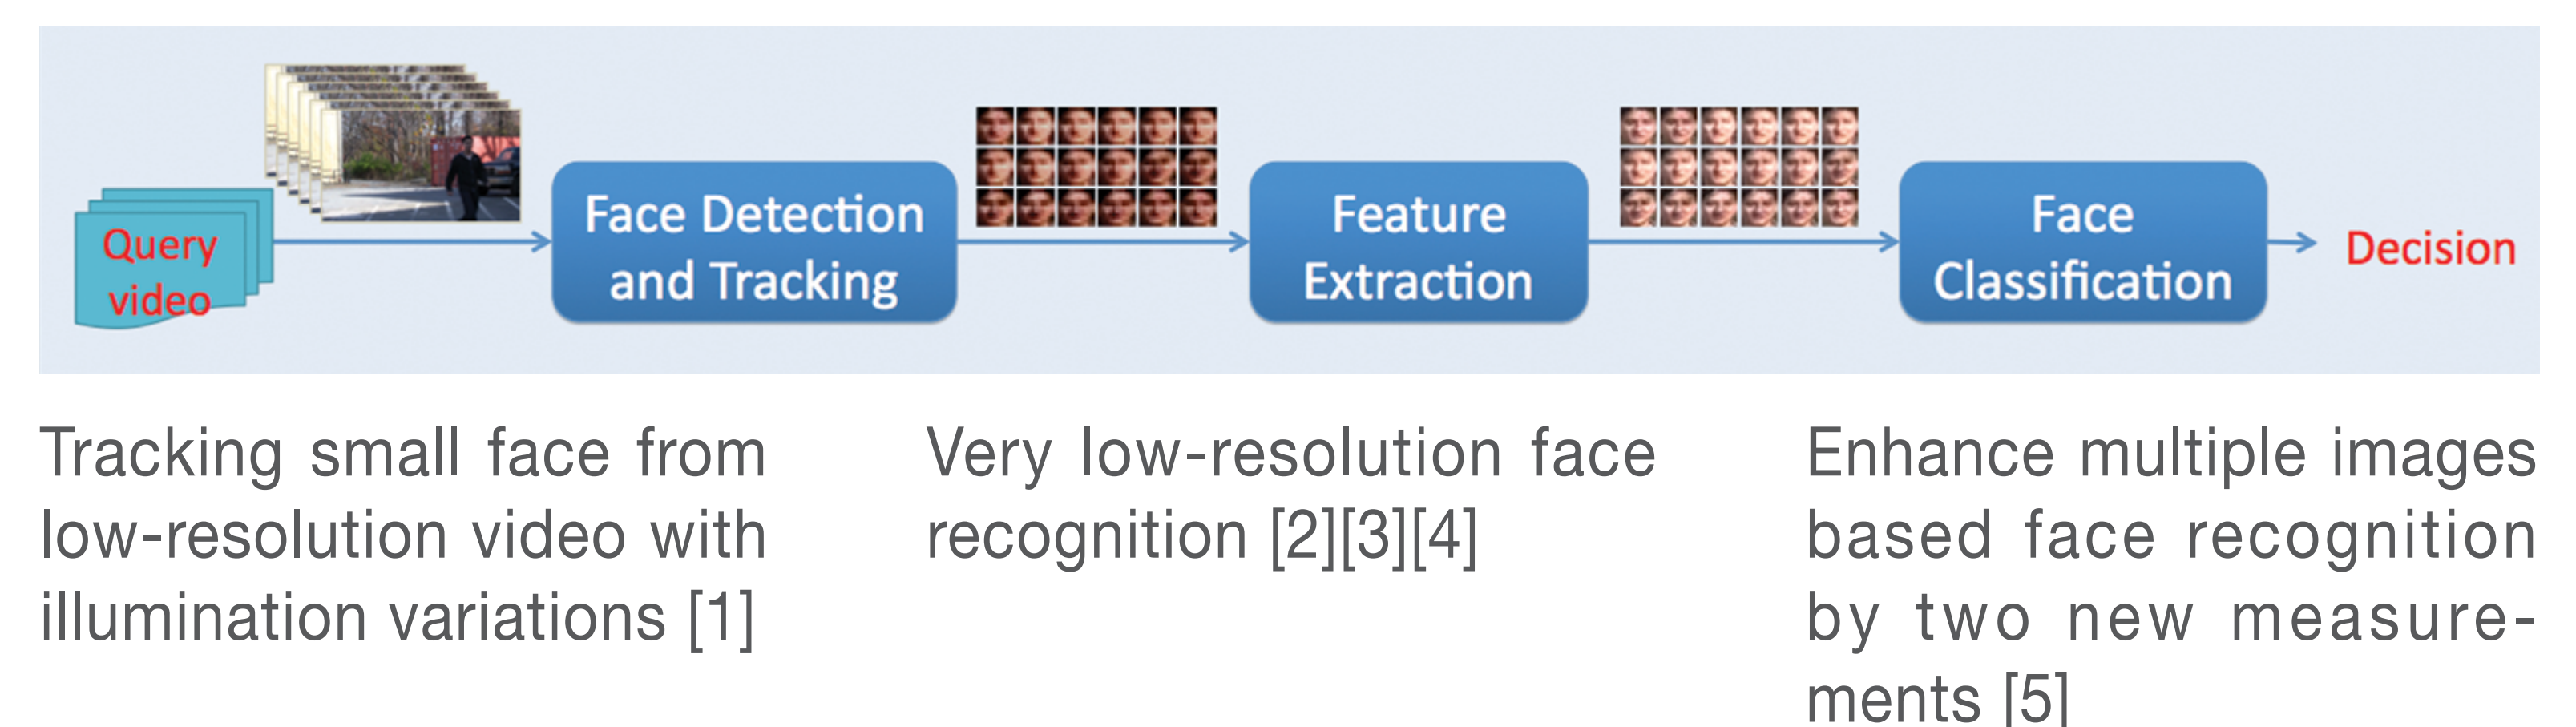 Query
video
Face Detection
and Tracking
Feature
Extraction
Face
Classification
Decision
Tracking small face from
low-resolution video with
illumination variations [1]
Very low-resolution face
recognition [2][3][4]
Enhance multiple images
based face recognition
by two new measure-
ments [5]